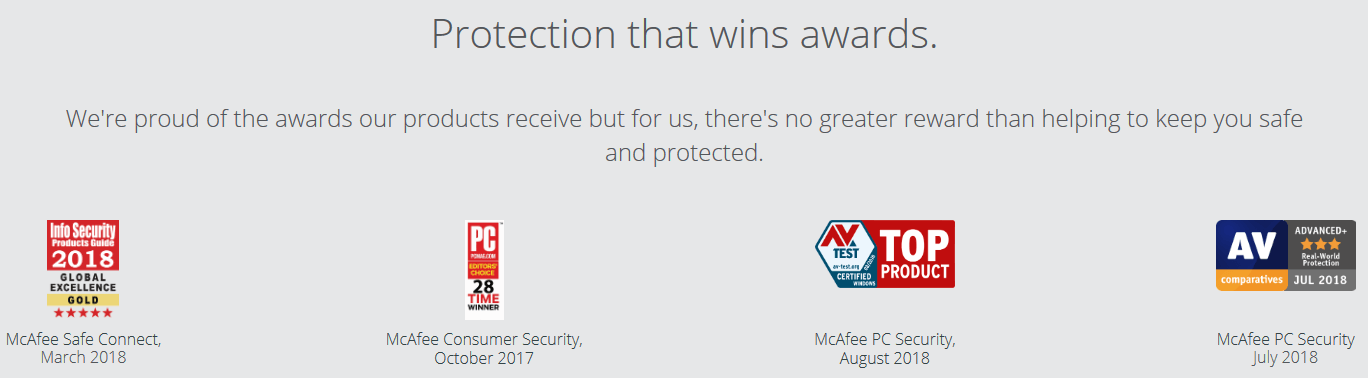 Protection that wins awards.
We're proud of the awards our products receive but for us, there's no greater reward than helping to keep you safe
and protected.
Info Security
Products Guide
2018
GLOBAL
EXCELLENCE
GOLD
McAfee Safe Connect,
March 2018
PC
PCMAG.COM
EDITORS'
CHOICE
28
TIME
WINNER
McAfee Consumer Security,
October 2017
AV
TEST
av-test.org
CERTIFIED
WINDOWS
TOP
PRODUCT
McAfee PC Security,
August 2018
AV
comparatives
ADVANCED+
Real-World
Protection
JUL 2018
McAfee PC Security
July 2018